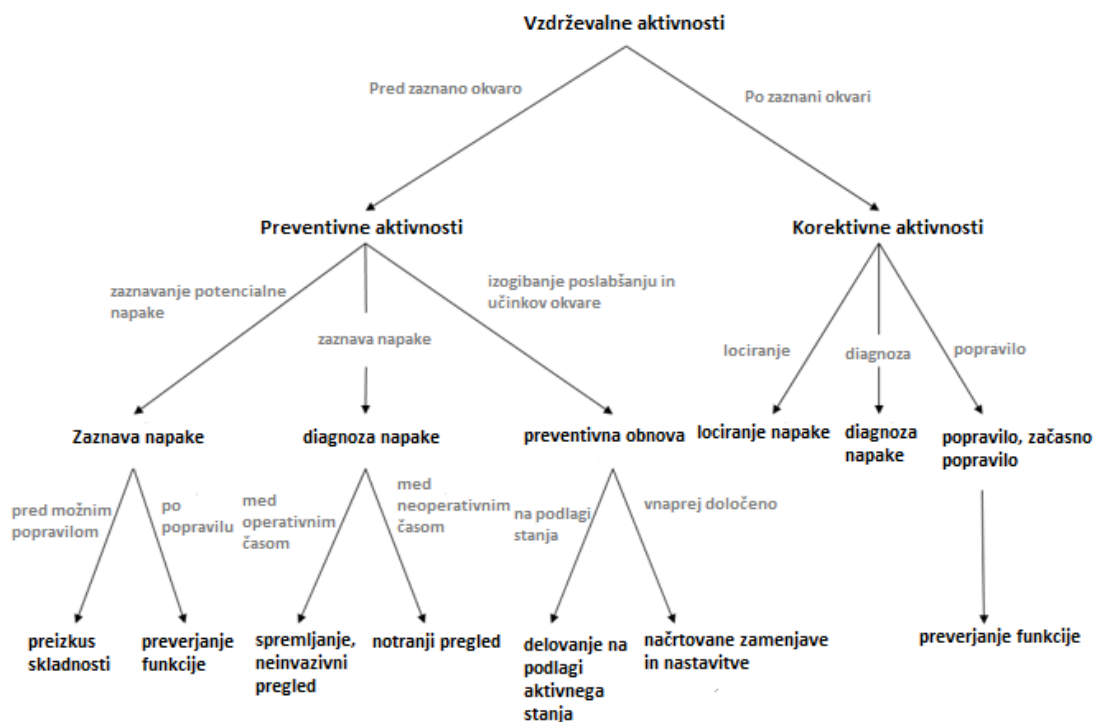 Vzdrževalne aktivnosti
Pred zaznano okvaro
Po zaznani okvari
Preventivne aktivnosti
Korektivne aktivnosti
zaznavanje potencialne
napake
zaznava napake
izogibanje poslabšanju in
učinkov okvare
lociranje
diagnoza
popravilo
Zaznava napake
diagnoza napake
preventivna obnova
lociranje napake
diagnoza
napake
popravilo, začasno
popravilo
pred možnim
popravilom
po
popravilu
med
operativnim
časom
med
neoperativnim
časom
na podlagi
stanja
vnaprej določeno
preizkus
skladnosti
preverjanje
funkcije
spremljanje,
neinvazivni
pregled
notranji pregled
delovanje na
podlagi
aktivnega
stanja
načrtovane zamenjave
in nastavitve
preverjanje funkcije